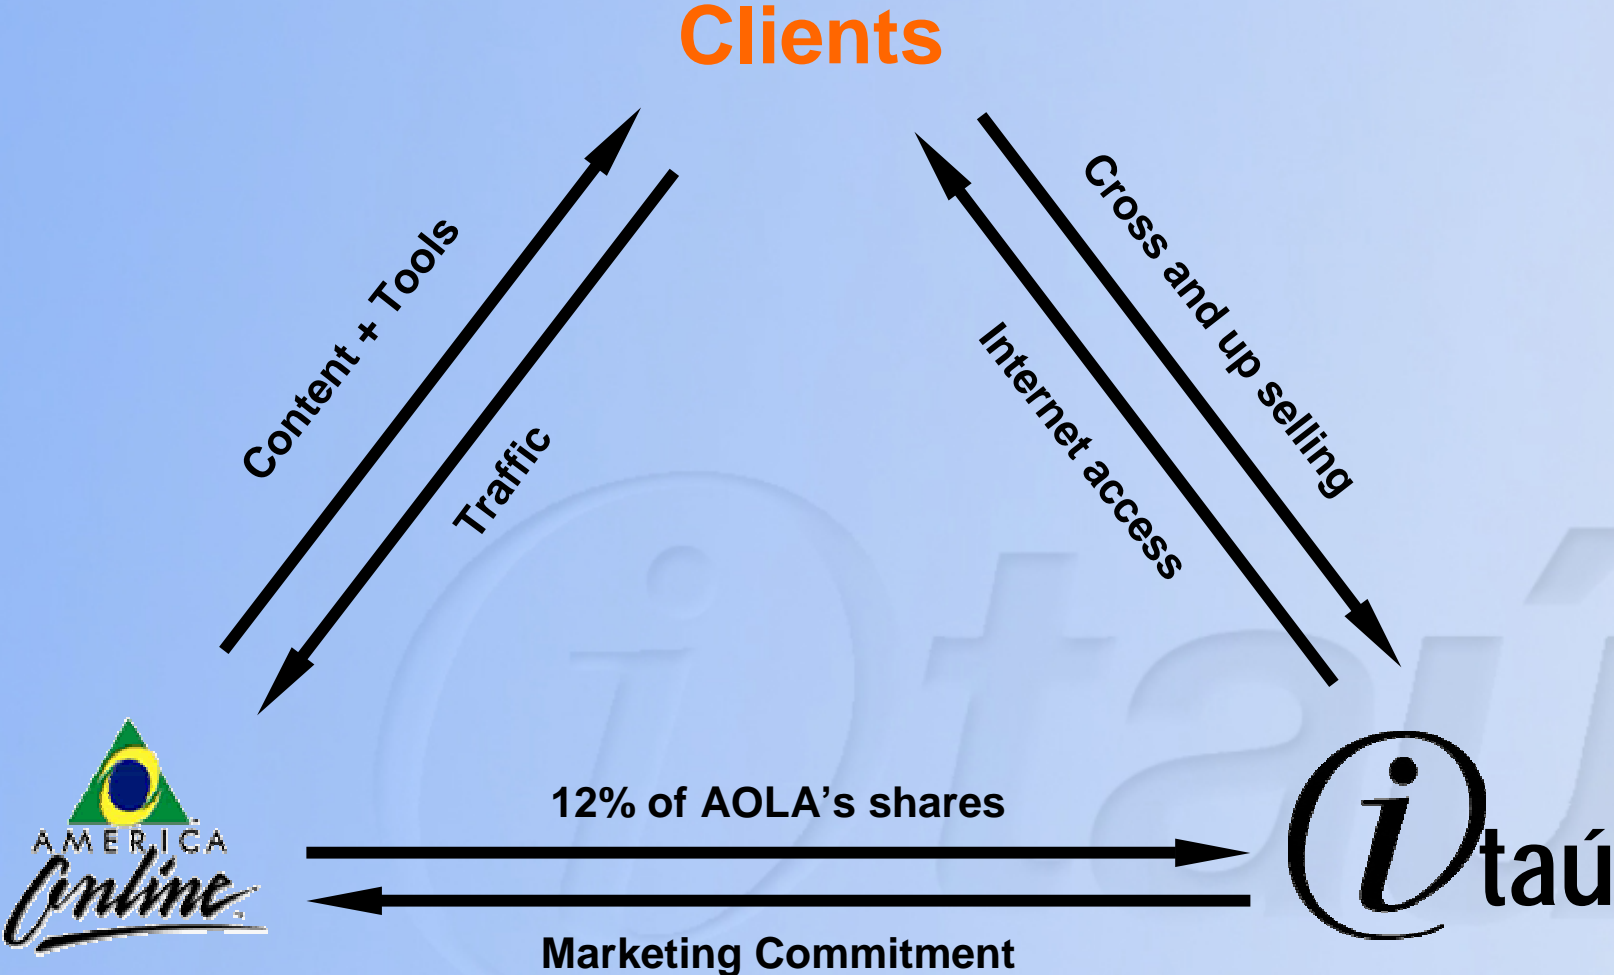 Clients
Content + Tools
Traffic
Cross and up selling
Internet access
AMERICA
Online
12% of AOLA's shares
itaú
Marketing Commitment
itaú